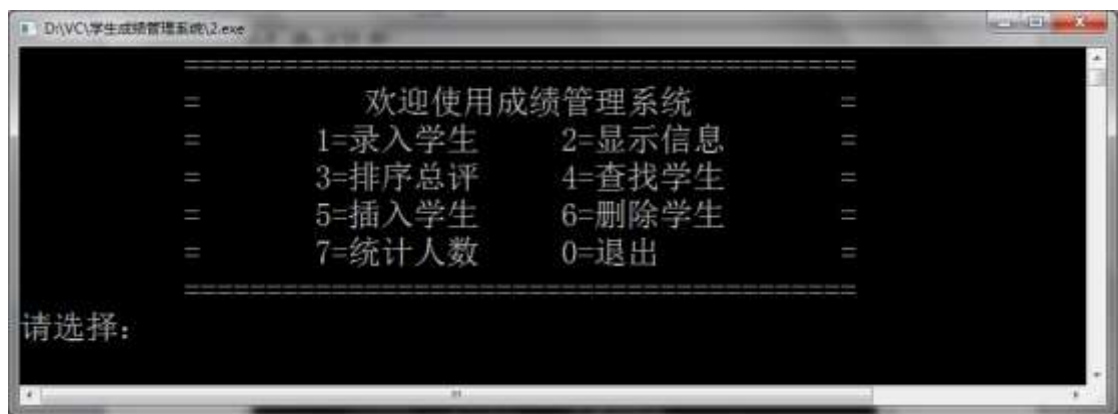 D:\VC\学生成绩管理系统\2.exe
=========================================
= 欢迎使用成绩管理系统 =
= 1=录入学生 2=显示信息 =
= 3=排序总评 4=查找学生 =
= 5=插入学生 6=删除学生 =
= 7=统计人数 0=退出 =
=========================================
请选择: